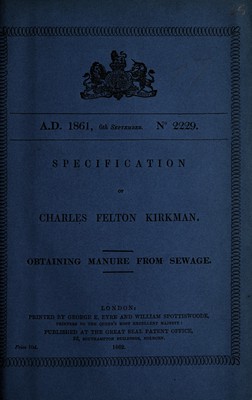 A.D. 1861, 6th SEPTEMBER. Nº 2229.
SPECIFICATION
OF
CHARLES FELTON KIRKMAN.
OBTAINING MANURE FROM SEWAGE.
LONDON:
PRINTED BY GEORGE E. EYRE AND WILLIAM SPOTTISWOODE,
PRINTERS TO THE QUEEN'S MOST EXCELLENT MAJESTY:
PUBLISHED AT THE GREAT SEAL PATENT OFFICE,
25, SOUTHAMPTON BUILDINGS, HOLBORN.
Price
1862.